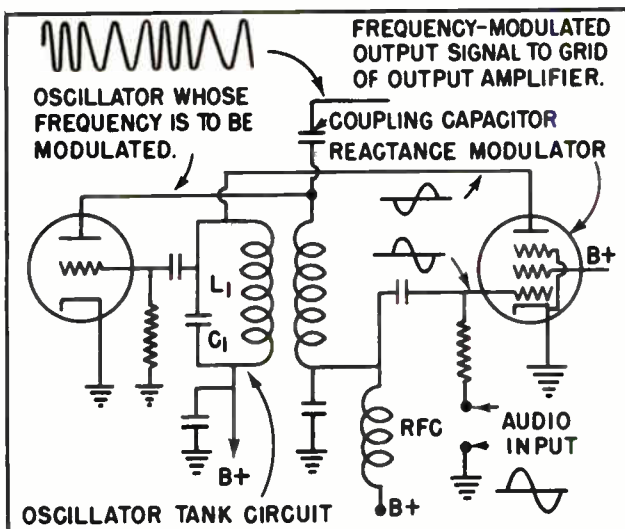 FREQUENCY-MODULATED
OUTPUT SIGNAL TO GRID
OF OUTPUT AMPLIFIER.
OSCILLATOR WHOSE
FREQUENCY IS TO BE
MODULATED.
COUPLING CAPACITOR
REACTANCE MODULATOR
B+
L1
C1
B+
RFC
AUDIO
INPUT
B+
OSCILLATOR TANK CIRCUIT